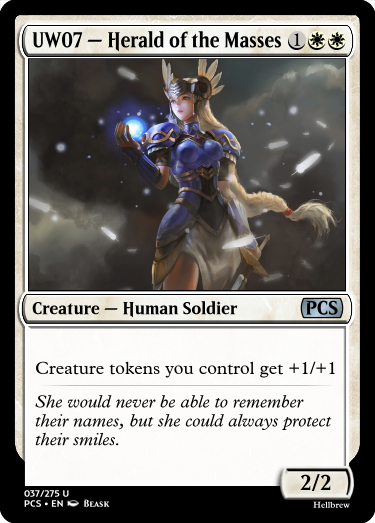 UW07 — Herald of the Masses 1
Creature — Human Soldier PCS
Creature tokens you control get +1/+1
She would never be able to remember
their names, but she could always protect
their smiles.
2/2
037/275 U
PCS • EN Beask
Hellbrew